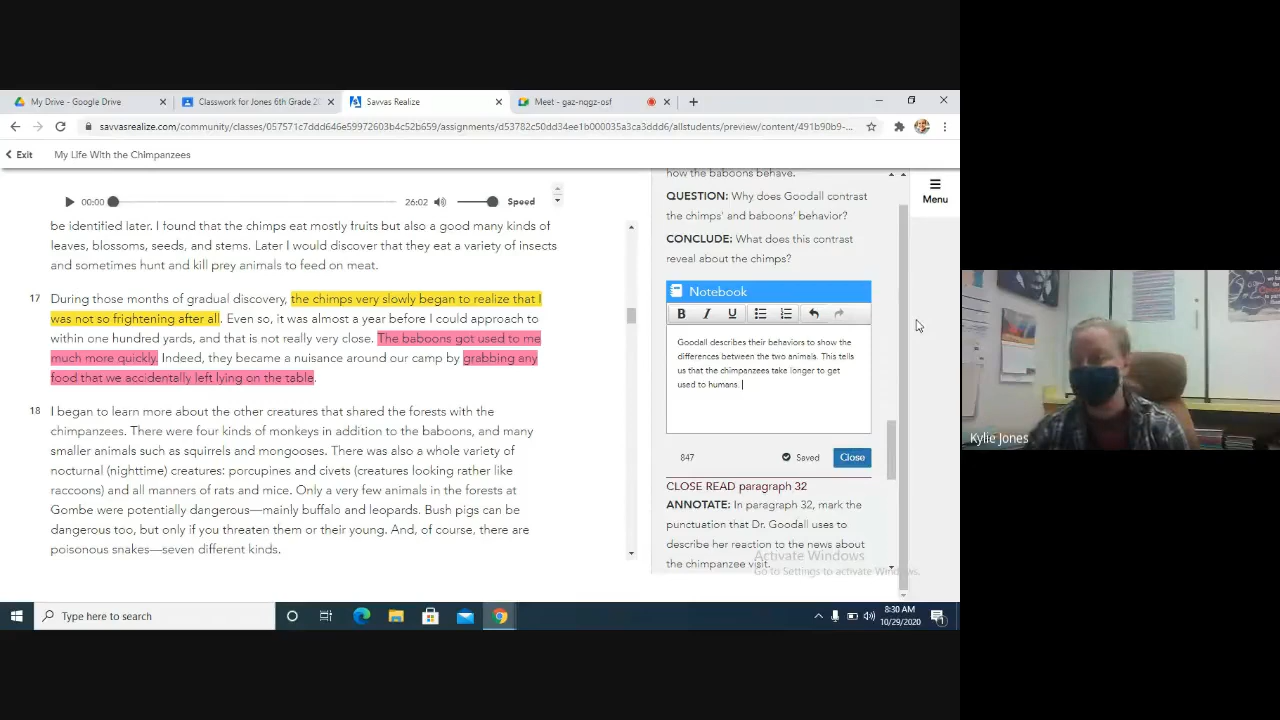 My Drive - Google Drive
Classwork for Jones 6th Grade 2
Savvas Realize
Meet - gaz-nqgz-osf
savvasrealize.com/community/classes/057571c7ddd646e59972603b4c52b659/assignments/d53782c50dd34ee1b000035a3ca3ddd6/allstudents/preview/content/491b90b9-...
Exit
My Life With the Chimpanzees
00:00
26:02
Speed
Menu
be identified later. I found that the chimps eat mostly fruits but also a good many kinds of
leaves, blossoms, seeds, and stems. Later I would discover that they eat a variety of insects
and sometimes hunt and kill prey animals to feed on meat.
17 During those months of gradual discovery, the chimps very slowly began to realize that I
was not so frightening after all. Even so, it was almost a year before I could approach to
within one hundred yards, and that is not really very close. The baboons got used to me
much more quickly. Indeed, they became a nuisance around our camp by grabbing any
food that we accidentally left lying on the table.
18 I began to learn more about the other creatures that shared the forests with the
chimpanzees. There were four kinds of monkeys in addition to the baboons, and many
smaller animals such as squirrels and mongooses. There was also a whole variety of
nocturnal (nighttime) creatures: porcupines and civets (creatures looking rather like
raccoons) and all manners of rats and mice. Only a very few animals in the forests at
Gombe were potentially dangerous—mainly buffalo and leopards. Bush pigs can be
dangerous too, but only if you threaten them or their young. And, of course, there are
poisonous snakes—seven different kinds.
how the baboons behave.
QUESTION: Why does Goodall contrast
the chimps' and baboons' behavior?
CONCLUDE: What does this contrast
reveal about the chimps?
Notebook
B I U
Goodall describes their behaviors to show the
differences between the two animals. This tells
us that the chimpanzees take longer to get
used to humans.
847
Saved
Close
CLOSE READ paragraph 32
ANNOTATE: In paragraph 32, mark the
punctuation that Dr. Goodall uses to
describe her reaction to the news about
the chimpanzee visit.
Activate Windows
Go to Settings to activate Windows.
Kylie Jones
Type here to search
8:30 AM
10/29/2020
1